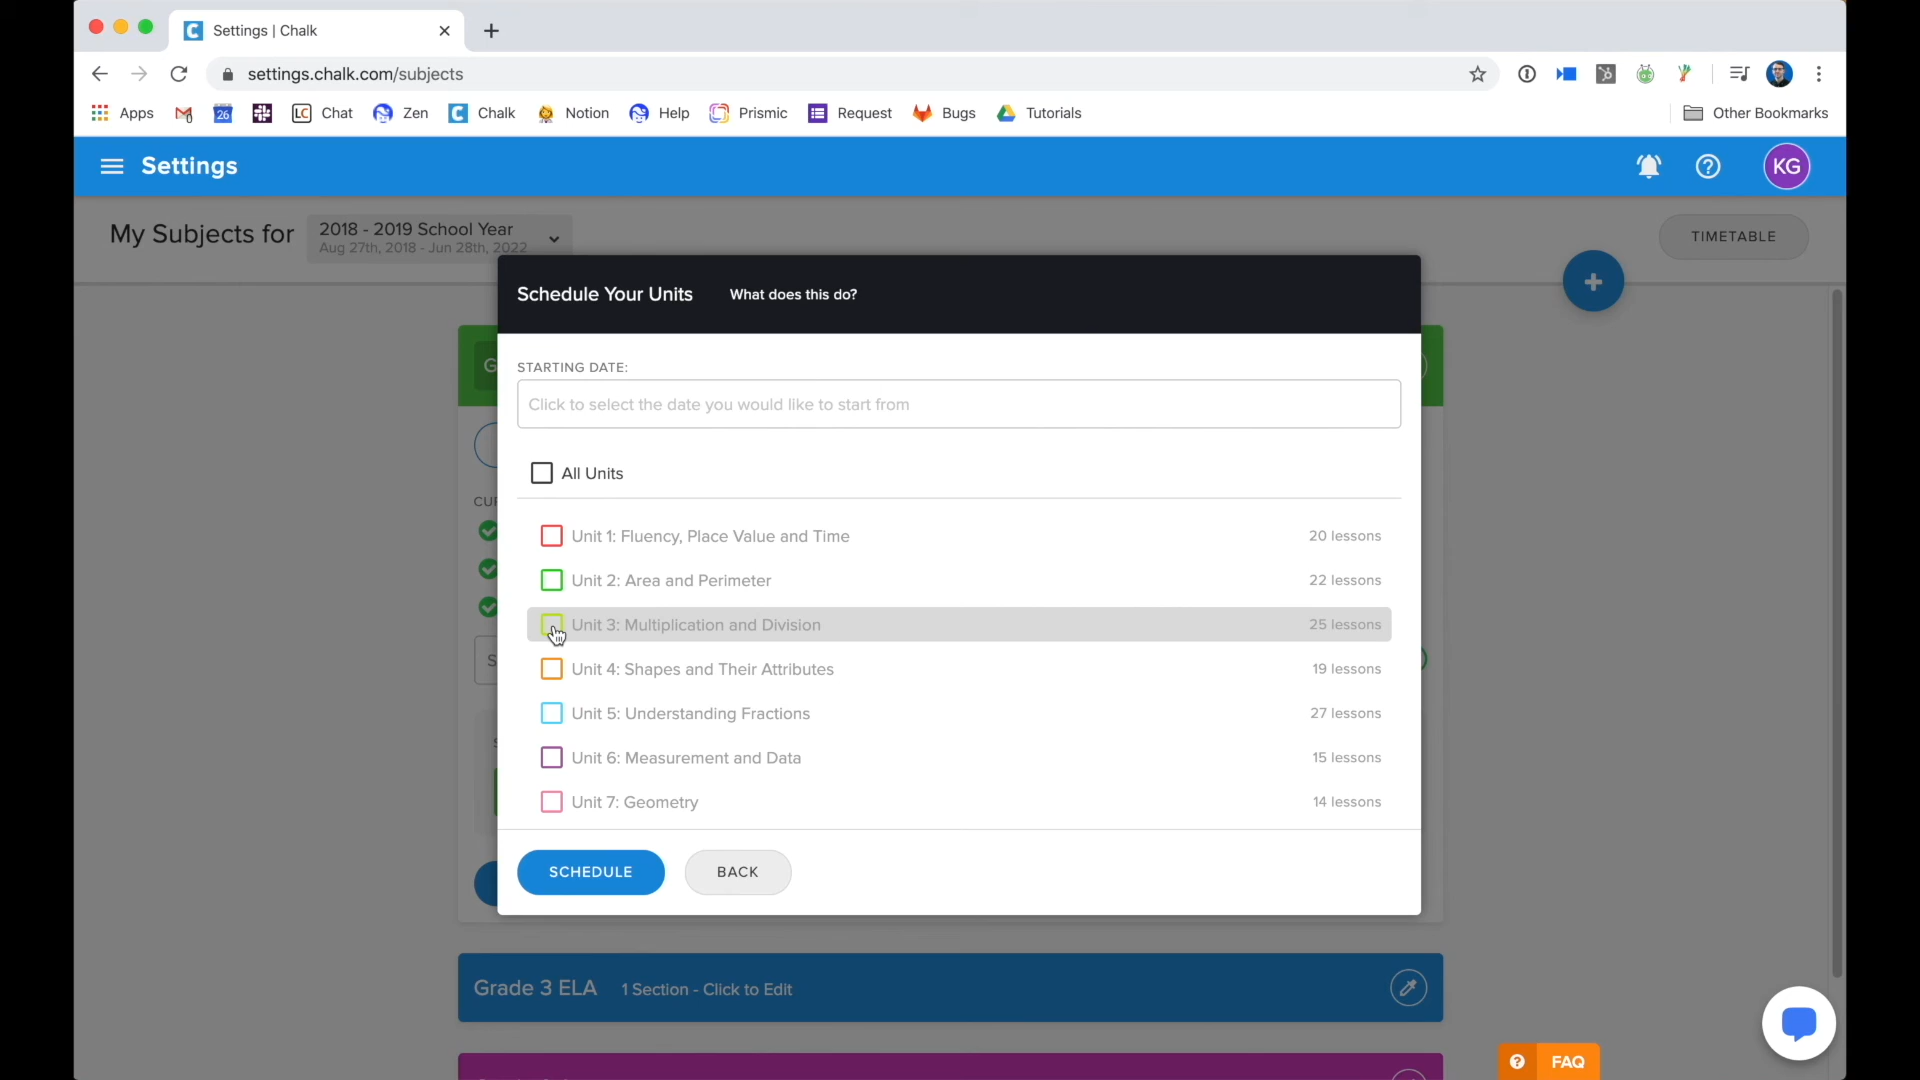 Settings | Chalk
settings.chalk.com/subjects
Apps
26
LC Chat
Zen
C Chalk
Notion
Help
Prismic
Request
Bugs
Tutorials
Other Bookmarks
Settings
KG
My Subjects for
2018 - 2019 School Year
Aug 27th, 2018 - Jun 28th, 2022
TIMETABLE
Schedule Your Units
What does this do?
G
STARTING DATE:
Click to select the date you would like to start from
All Units
CUR
Unit 1: Fluency, Place Value and Time
20 lessons
Unit 2: Area and Perimeter
22 lessons
Unit 3: Multiplication and Division
25 lessons
Unit 4: Shapes and Their Attributes
19 lessons
Unit 5: Understanding Fractions
27 lessons
Unit 6: Measurement and Data
15 lessons
Unit 7: Geometry
14 lessons
SCHEDULE
BACK
Grade 3 ELA
1 Section - Click to Edit
FAQ